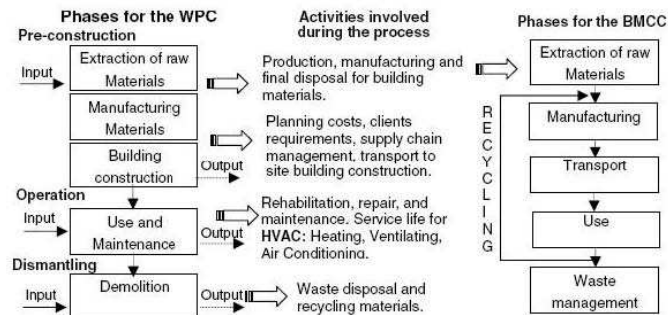 Phases for the WPC
Pre-construction
Input
Extraction of raw
Materials
Manufacturing
Materials
Building
construction
Output
Operation
Input
Use and
Maintenance
Output
Dismantling
Input
Demolition
Output
Activities involved
during the process
Production, manufacturing and
final disposal for building
materials.
Planning costs, clients
requirements, supply chain
management, transport to
site building construction.
Rehabilitation, repair, and
maintenance. Service life for
HVAC: Heating, Ventilating,
Air Conditioning.
Waste disposal and
recycling materials.
Phases for the BMCC
Extraction of raw
Materials
Manufacturing
Transport
Use
Waste
management
RECYCLING